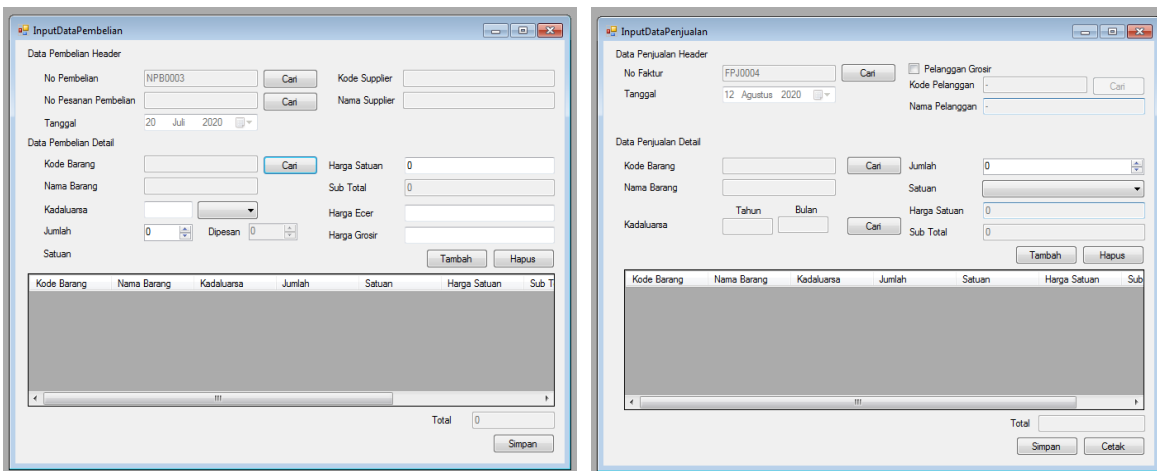 InputDataPembelian
Data Pembelian Header
No Pembelian NPB0003 Cari Kode Supplier
No Pesanan Pembelian Cari Nama Supplier
Tanggal 20 Juli 2020
Data Pembelian Detail
Kode Barang Cari Harga Satuan 0
Nama Barang Sub Total 0
Kadaluarsa Harga Ecer
Jumlah 0 Dipesan 0 Harga Grosir
Satuan Tambah Hapus
Kode Barang Nama Barang Kadaluarsa Jumlah Satuan Harga Satuan Sub T
Total 0
Simpan
InputDataPenjualan
Data Penjualan Header
No Faktur FPJ0004 Cari Pelanggan Grosir
Kode Pelanggan - Cari
Tanggal 12 Agustus 2020
Nama Pelanggan -
Data Penjualan Detail
Kode Barang Cari Jumlah 0
Nama Barang Satuan
Tahun Bulan Harga Satuan 0
Kadaluarsa Cari Sub Total 0
Tambah Hapus
Kode Barang Nama Barang Kadaluarsa Jumlah Satuan Harga Satuan Sub
Total
Simpan Cetak